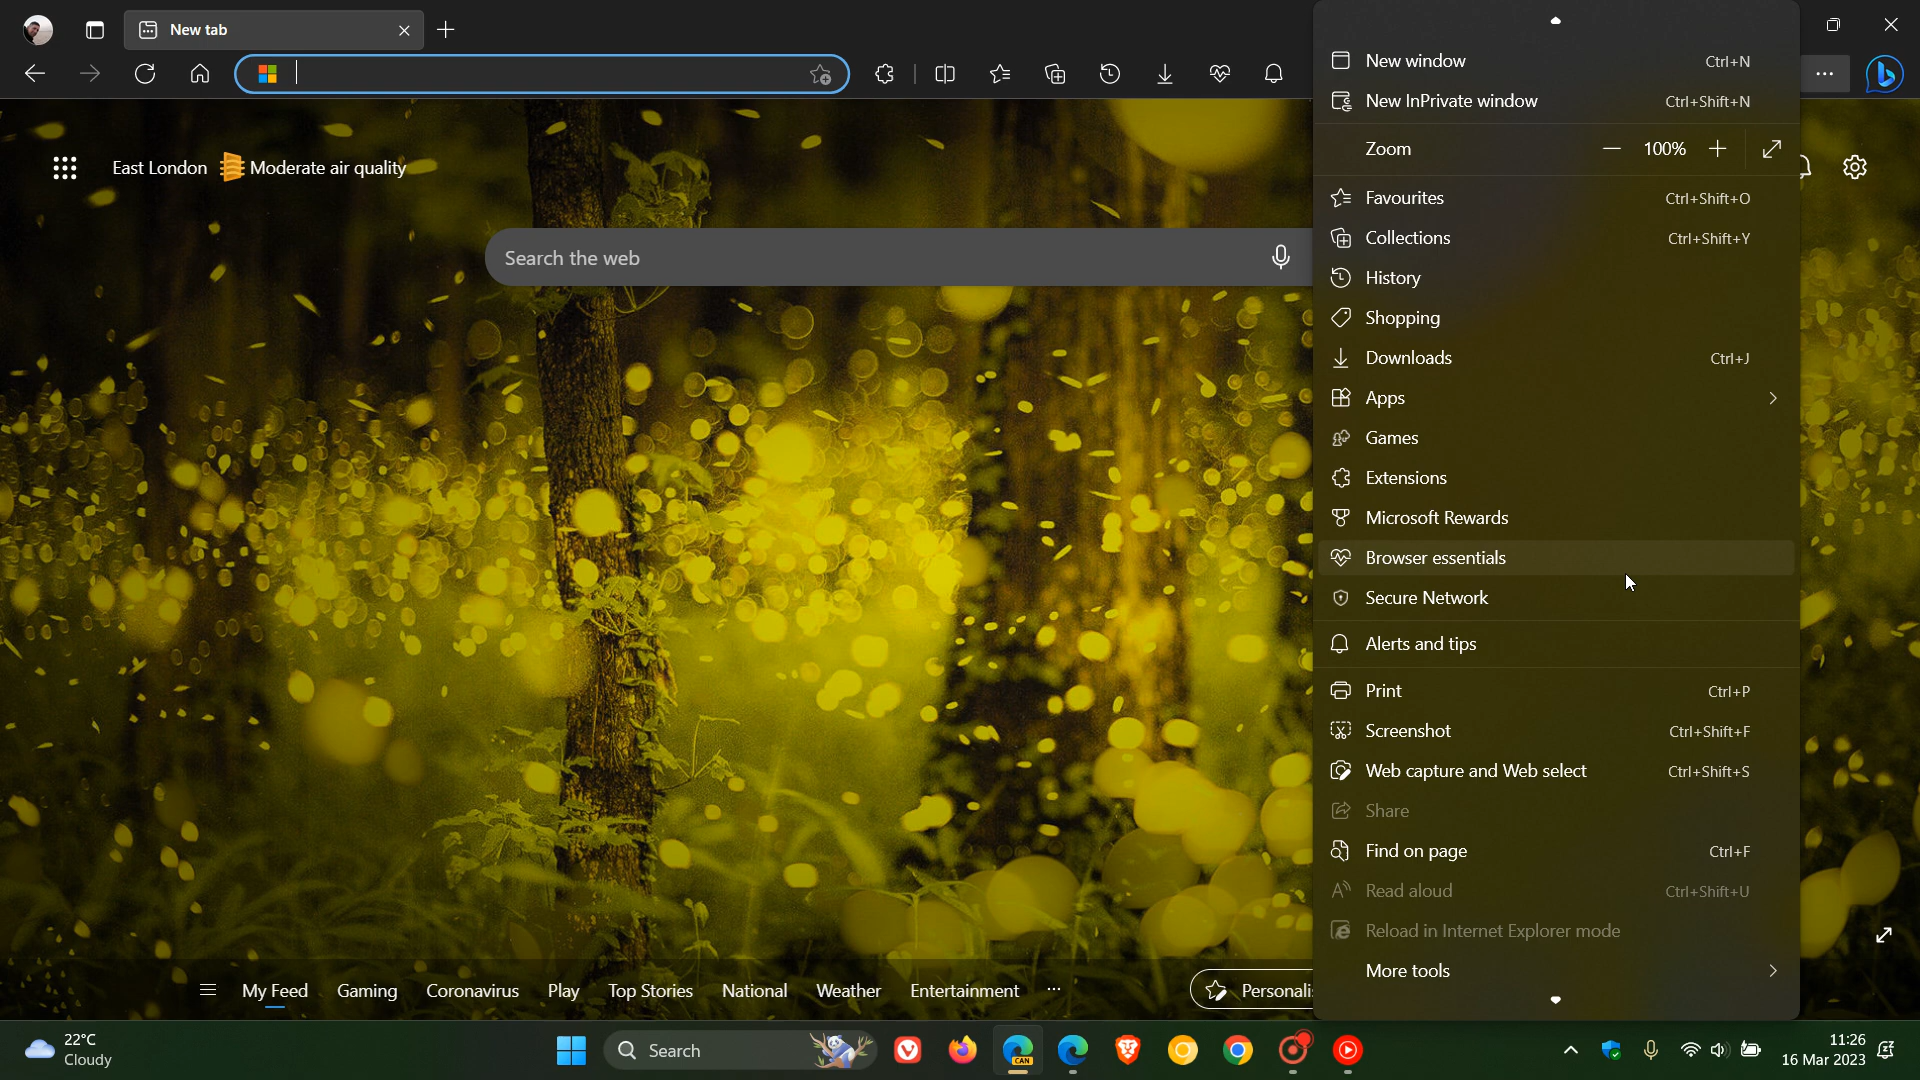 New tab
New window Ctrl+N
New InPrivate window Ctrl+Shift+N
Zoom 100%
East London Moderate air quality
Favourites Ctrl+Shift+O
Collections Ctrl+Shift+Y
Search the web
History
Shopping
Downloads Ctrl+J
Apps
Games
Extensions
Microsoft Rewards
Browser essentials
Secure Network
Alerts and tips
Print Ctrl+P
Screenshot Ctrl+Shift+F
Web capture and Web select Ctrl+Shift+S
Share
Find on page Ctrl+F
Read aloud Ctrl+Shift+U
Reload in Internet Explorer mode
More tools
My Feed Gaming Coronavirus Play Top Stories National Weather Entertainment ... Personali
22°C
Cloudy
Search
CAN
11:26
16 Mar 2023